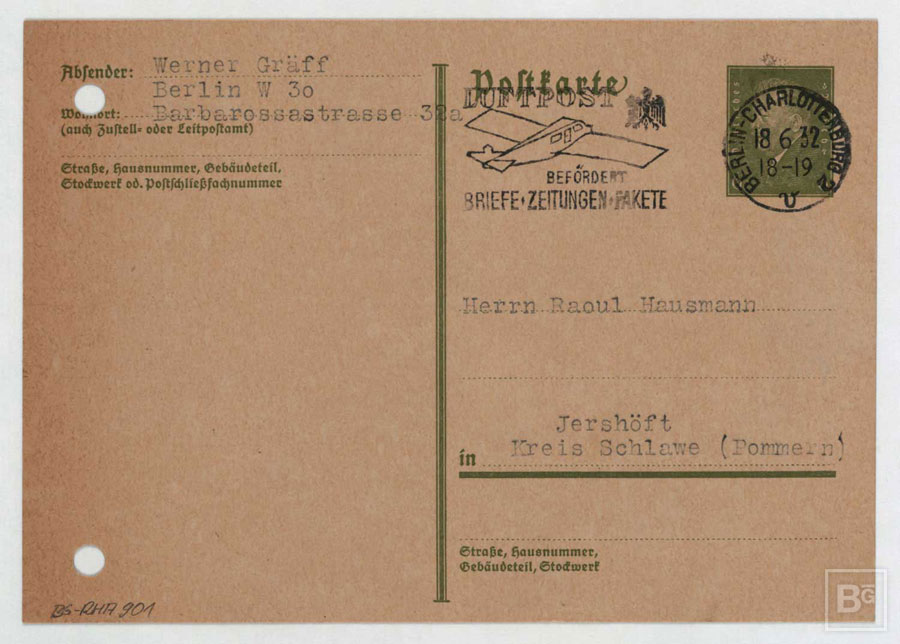 Absender: Werner Gräff
Berlin W 30
Wohnort: Barbarossastrasse 32a
(auch Zustell- oder Leitpostamt)
Straße, Hausnummer, Gebäudeteil,
Stockwerk od. Postschließfachnummer
Postkarte
LUFTPOST
BEFÖRDERT
BRIEFE·ZEITUNGEN·PAKETE
BERLIN-CHARLOTTENBURG 2
18 6 32
18-19
v
Herrn Raoul Hausmann
Jershöft
in Kreis Schlawe (Pommern)
Straße, Hausnummer,
Gebäudeteil, Stockwerk
BG-RHA 901
BG